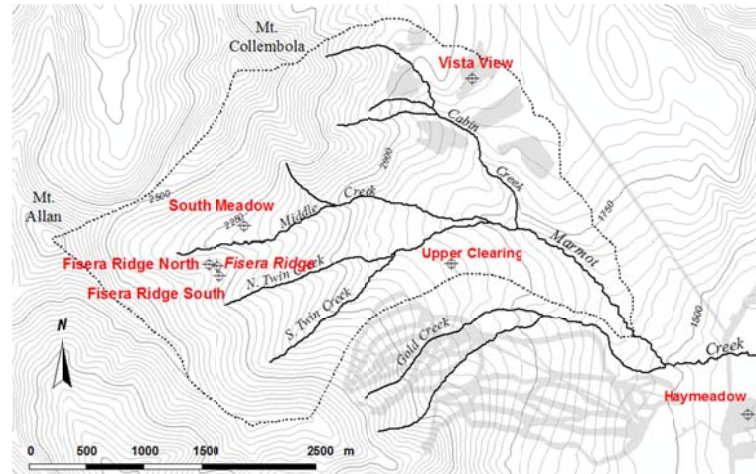 Mt.
Collembola
Vista View
Cabin
Creek
2000
1750
2500
Mt.
Allan
South Meadow
2250
Middle
Creek
Marmot
Fisera Ridge North
Fisera Ridge
Upper Clearing
Fisera Ridge South
N. Twin Creek
S. Twin Creek
1500
Gold Creek
Creek
N
Haymeadow
0 500 1000 1500 2500 m